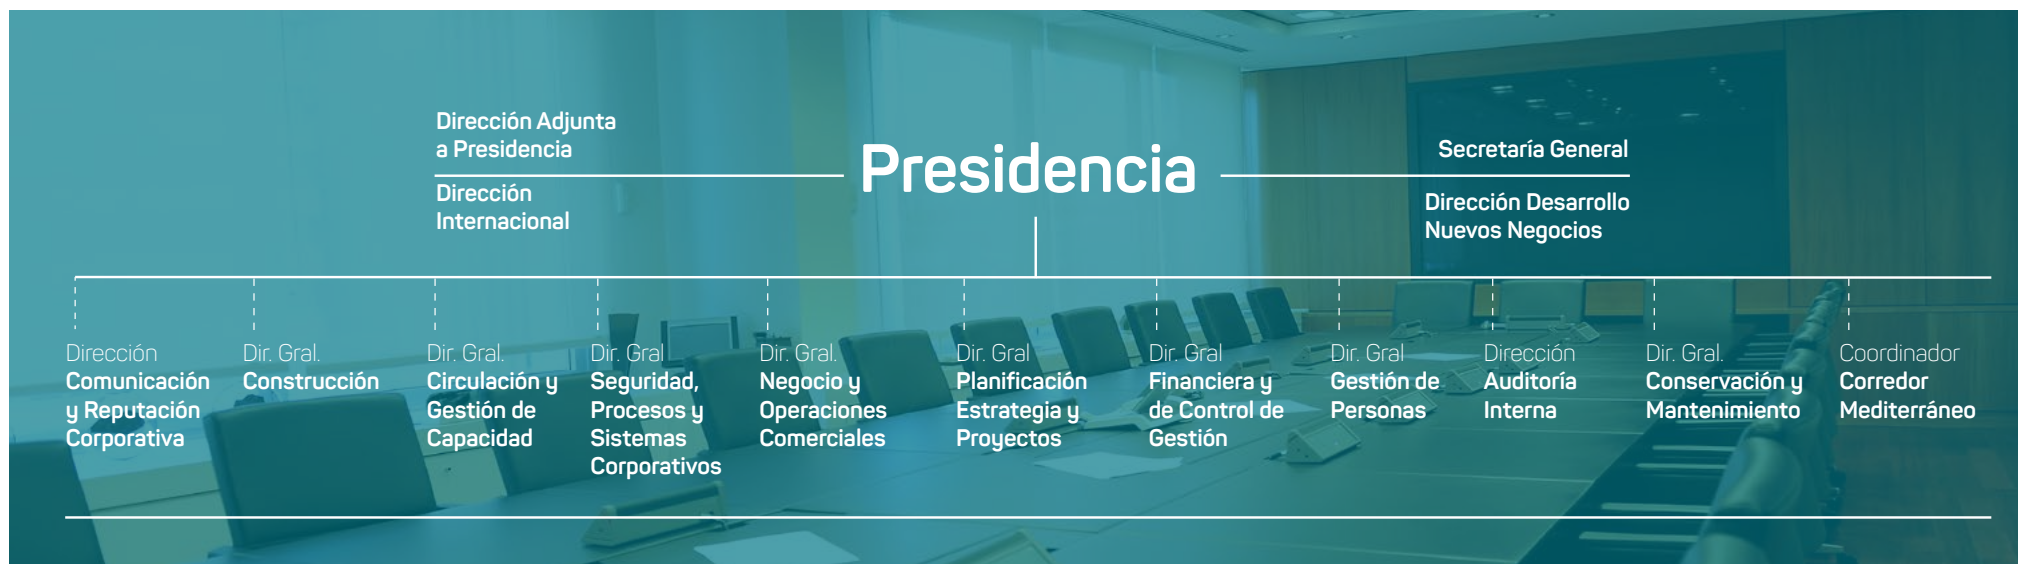 Dirección Adjunta
a Presidencia
Dirección
Internacional
Presidencia
Secretaría General
Dirección Desarrollo
Nuevos Negocios
Dirección
Comunicación
y Reputación
Corporativa
Dir. Gral.
Construcción
Dir. Gral.
Circulación y
Gestión de
Capacidad
Dir. Gral
Seguridad,
Procesos y
Sistemas
Corporativos
Dir. Gral.
Negocio y
Operaciones
Comerciales
Dir. Gral
Planificación
Estrategia y
Proyectos
Dir. Gral
Financiera y
de Control de
Gestión
Dir. Gral
Gestión de
Personas
Dirección
Auditoría
Interna
Dir. Gral.
Conservación y
Mantenimiento
Coordinador
Corredor
Mediterráneo